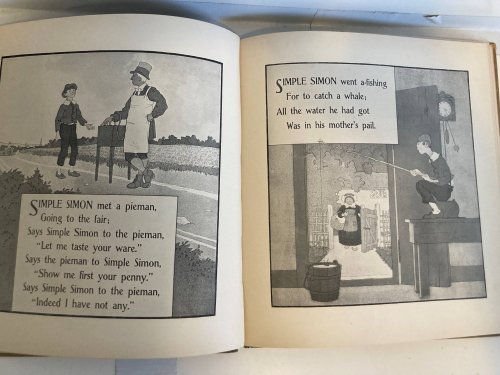 SIMPLE SIMON met a pieman,
Going to the fair;
Says Simple Simon to the pieman,
"Let me taste your ware."
Says the pieman to Simple Simon,
"Show me first your penny."
Says Simple Simon to the pieman,
"Indeed I have not any."
SIMPLE SIMON went a-fishing
For to catch a whale;
All the water he had got
Was in his mother's pail.